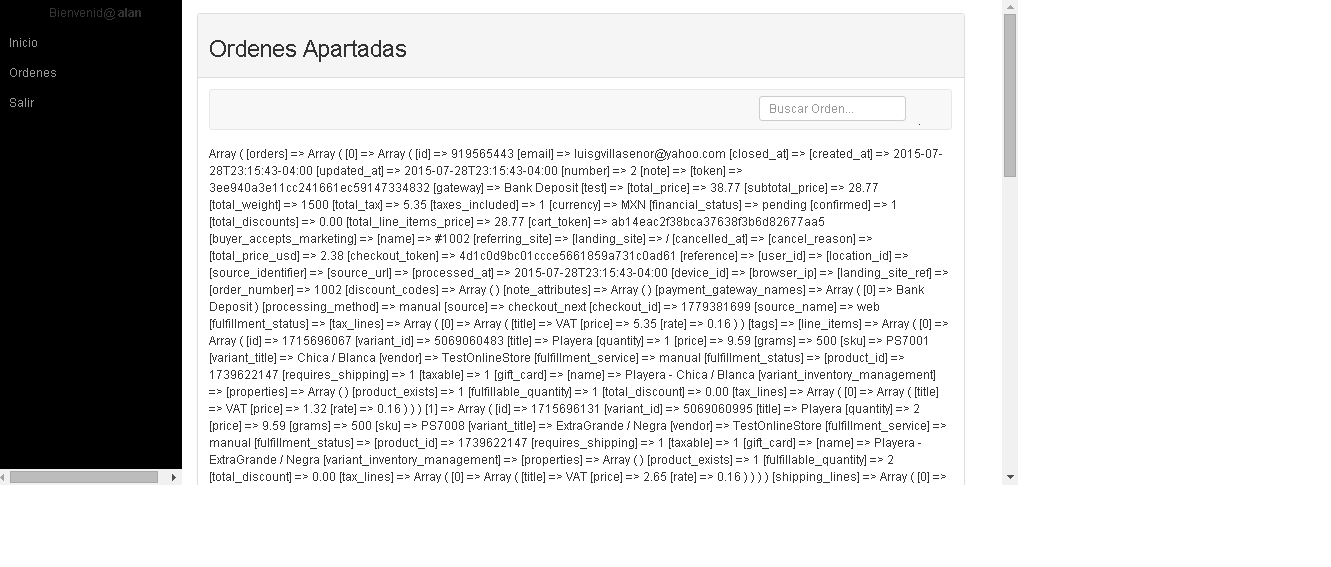 Bienvenid@alan
Inicio
Ordenes
Salir
Ordenes Apartadas
Buscar Orden...
Array ( [orders] => Array ( [0] => Array ( [id] => 919565443 [email] => luisgvillasenor@yahoo.com [closed_at] => [created_at] => 2015-07-
28T23:15:43-04:00 [updated_at] => 2015-07-28T23:15:43-04:00 [number] => 2 [note] => [token] =>
3ee940a3e11cc241661ec59147334832 [gateway] => Bank Deposit [test] => [total_price] => 38.77 [subtotal_price] => 28.77
[total_weight] => 1500 [total_tax] => 5.35 [taxes_included] => 1 [currency] => MXN [financial_status] => pending [confirmed] => 1
[total_discounts] => 0.00 [total_line_items_price] => 28.77 [cart_token] => ab14eac2f38bca37638f3b6d82677aa5
[buyer_accepts_marketing] => [name] => #1002 [referring_site] => [landing_site] => / [cancelled_at] => [cancel_reason] =>
[total_price_usd] => 2.38 [checkout_token] => 4d1c0d9bc01ccce5661859a731c0ad61 [reference] => [user_id] => [location_id] =>
[source_identifier] => [source_url] => [processed_at] => 2015-07-28T23:15:43-04:00 [device_id] => [browser_ip] => [landing_site_ref] =>
[order_number] => 1002 [discount_codes] => Array ( ) [note_attributes] => Array ( ) [payment_gateway_names] => Array ( [0] => Bank
Deposit ) [processing_method] => manual [source] => checkout_next [checkout_id] => 1779381699 [source_name] => web
[fulfillment_status] => [tax_lines] => Array ( [0] => Array ( [title] => VAT [price] => 5.35 [rate] => 0.16 ) ) [tags] => [line_items] => Array ( [0] =>
Array ( [id] => 1715696067 [variant_id] => 5069060483 [title] => Playera [quantity] => 1 [price] => 9.59 [grams] => 500 [sku] => PS7001
[variant_title] => Chica / Blanca [vendor] => TestOnlineStore [fulfillment_service] => manual [fulfillment_status] => [product_id] =>
1739622147 [requires_shipping] => 1 [taxable] => 1 [gift_card] => [name] => Playera - Chica / Blanca [variant_inventory_management]
=> [properties] => Array ( ) [product_exists] => 1 [fulfillable_quantity] => 1 [total_discount] => 0.00 [tax_lines] => Array ( [0] => Array ( [title]
=> VAT [price] => 1.32 [rate] => 0.16 ) ) ) [1] => Array ( [id] => 1715696131 [variant_id] => 5069060995 [title] => Playera [quantity] => 2
[price] => 9.59 [grams] => 500 [sku] => PS7008 [variant_title] => ExtraGrande / Negra [vendor] => TestOnlineStore [fulfillment_service] =>
manual [fulfillment_status] => [product_id] => 1739622147 [requires_shipping] => 1 [taxable] => 1 [gift_card] => [name] => Playera -
ExtraGrande / Negra [variant_inventory_management] => [properties] => Array ( ) [product_exists] => 1 [fulfillable_quantity] => 2
[total_discount] => 0.00 [tax_lines] => Array ( [0] => Array ( [title] => VAT [price] => 2.65 [rate] => 0.16 ) ) ) ) [shipping_lines] => Array ( [0] =>